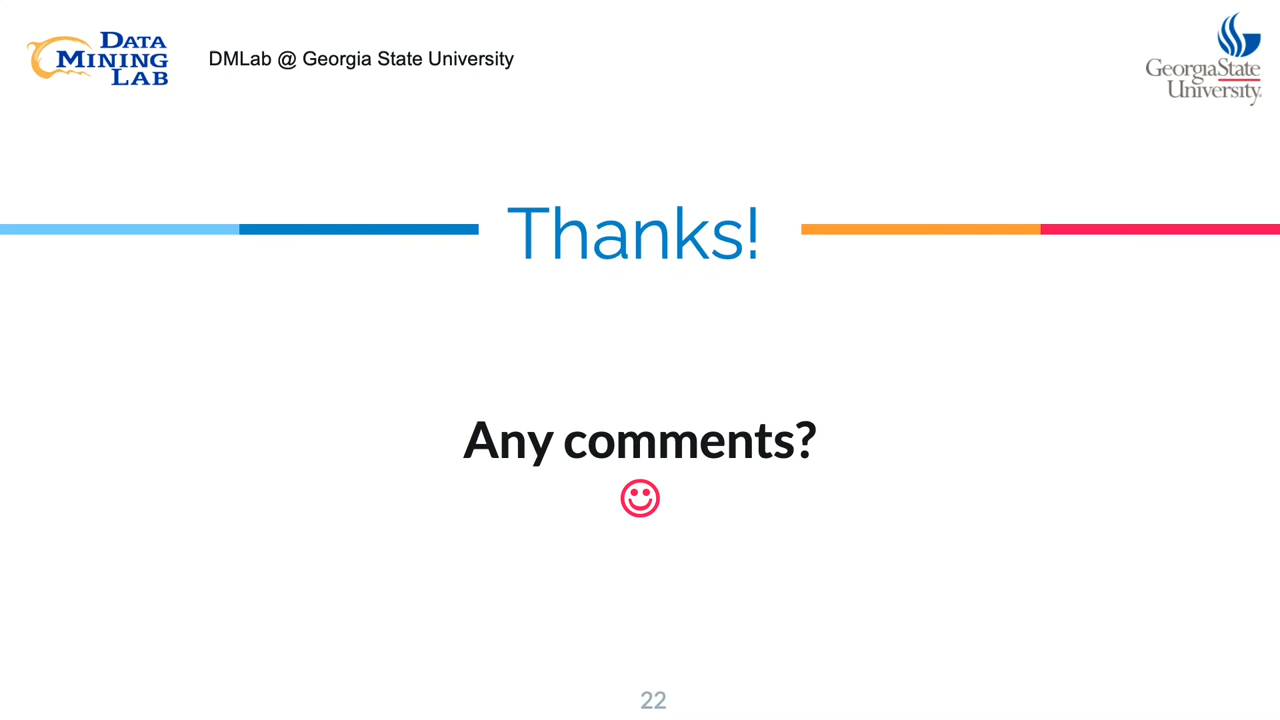 DATA
MINING
LAB
DMLab @ Georgia State University
GeorgiaState
University.
Thanks!
Any comments?
22